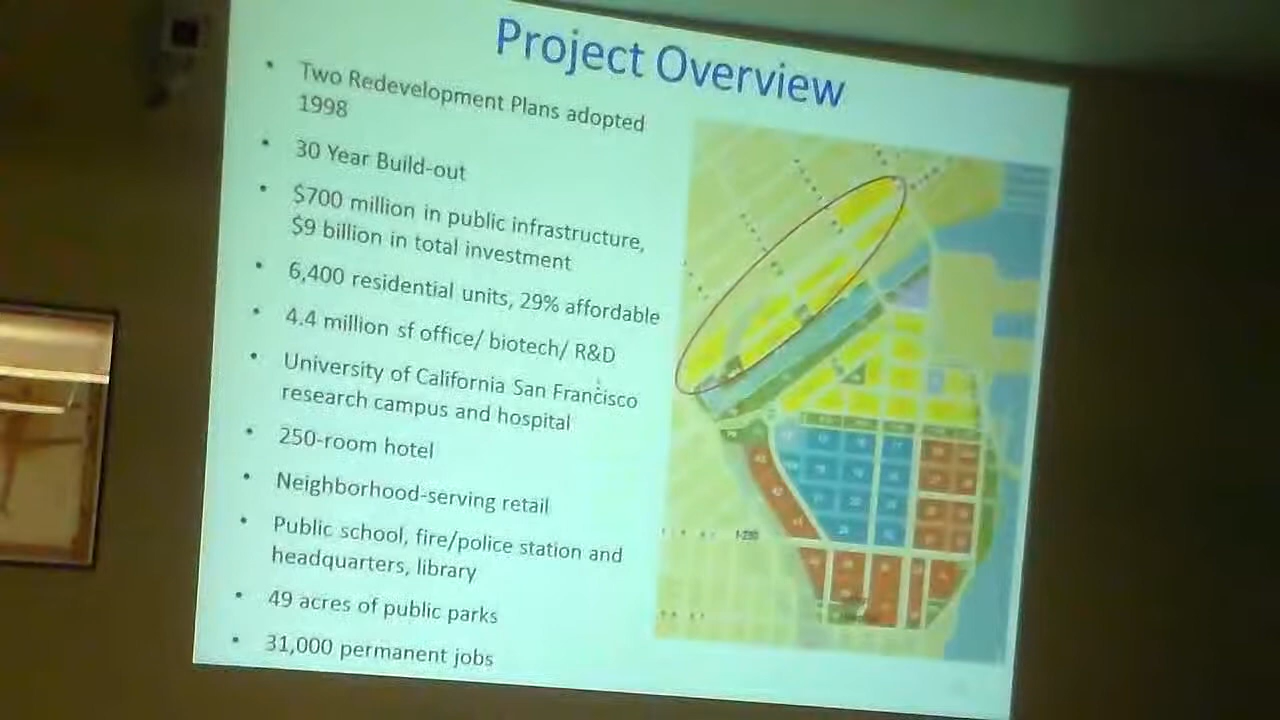 Project Overview
• Two Redevelopment Plans adopted
1998
• 30 Year Build-out
• $700 million in public infrastructure,
$9 billion in total investment
• 6,400 residential units, 29% affordable
• 4.4 million sf office/ biotech/ R&D
• University of California San Francisco
research campus and hospital
• 250-room hotel
• Neighborhood-serving retail
• Public school, fire/police station and
headquarters, library
• 49 acres of public parks
• 31,000 permanent jobs
I-280